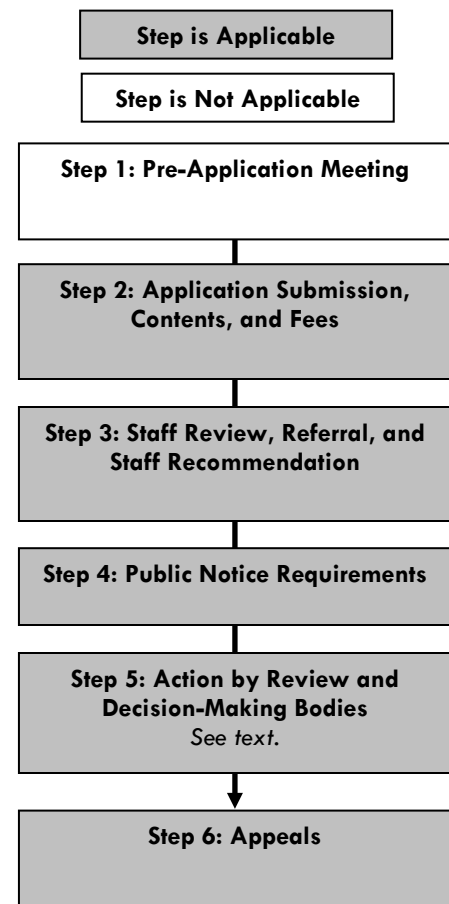 Step is Applicable
Step is Not Applicable
Step 1: Pre-Application Meeting
Step 2: Application Submission,
Contents, and Fees
Step 3: Staff Review, Referral, and
Staff Recommendation
Step 4: Public Notice Requirements
Step 5: Action by Review and
Decision-Making Bodies
See text.
Step 6: Appeals